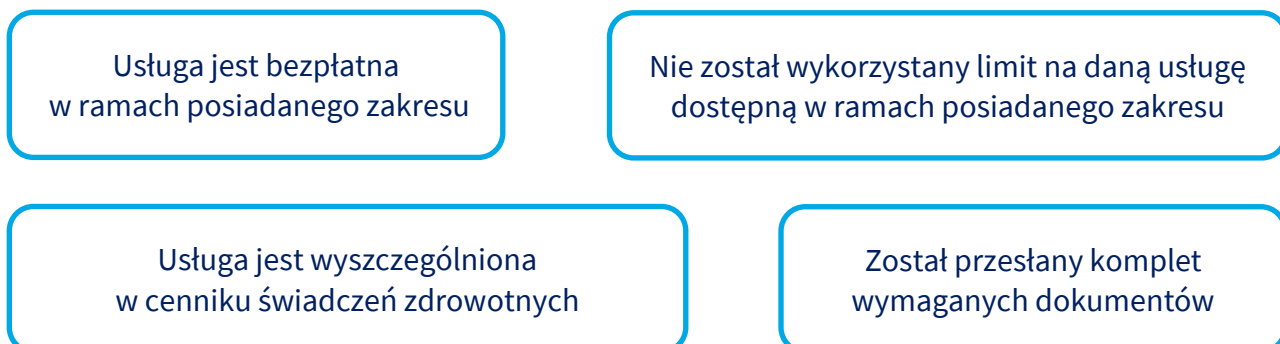 Usługa jest bezpłatna
w ramach posiadanego zakresu
Nie został wykorzystany limit na daną usługę
dostępną w ramach posiadanego zakresu
Usługa jest wyszczególniona
w cenniku świadczeń zdrowotnych
Został przesłany komplet
wymaganych dokumentów